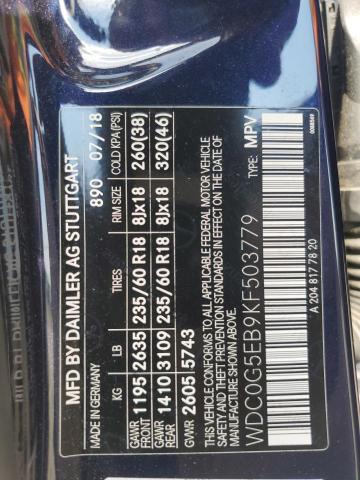 MFD BY DAIMLER AG STUTTGART
MADE IN GERMANY 890 07/18
KG LB TIRES RIM SIZE COLD KPA(PSI)
GAWR FRONT 1195 2635 235/60 R18 8Jx18 260(38)
GAWR REAR 1410 3109 235/60 R18 8Jx18 320(46)
GVWR 2605 5743
THIS VEHICLE CONFORMS TO ALL APPLICABLE FEDERAL MOTOR VEHICLE
SAFETY AND THEFT PREVENTION STANDARDS IN EFFECT ON THE DATE OF
MANUFACTURE SHOWN ABOVE.
WDC0G5EB9KF503779 TYPE: MPV
A 204 817 78 20